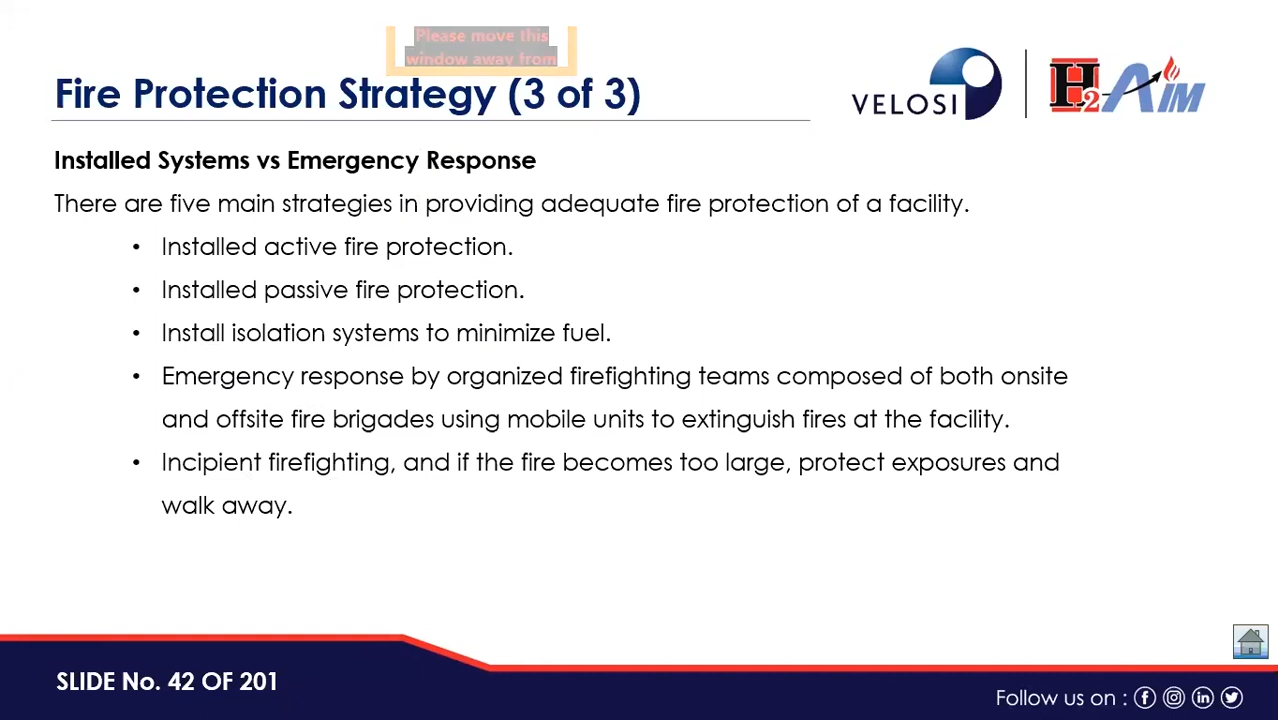 Please move this
window away from
Fire Protection Strategy (3 of 3)
VELOSI
H2AIM
Installed Systems vs Emergency Response
There are five main strategies in providing adequate fire protection of a facility.
• Installed active fire protection.
• Installed passive fire protection.
• Install isolation systems to minimize fuel.
• Emergency response by organized firefighting teams composed of both onsite
and offsite fire brigades using mobile units to extinguish fires at the facility.
• Incipient firefighting, and if the fire becomes too large, protect exposures and
walk away.
SLIDE No. 42 OF 201
Follow us on :